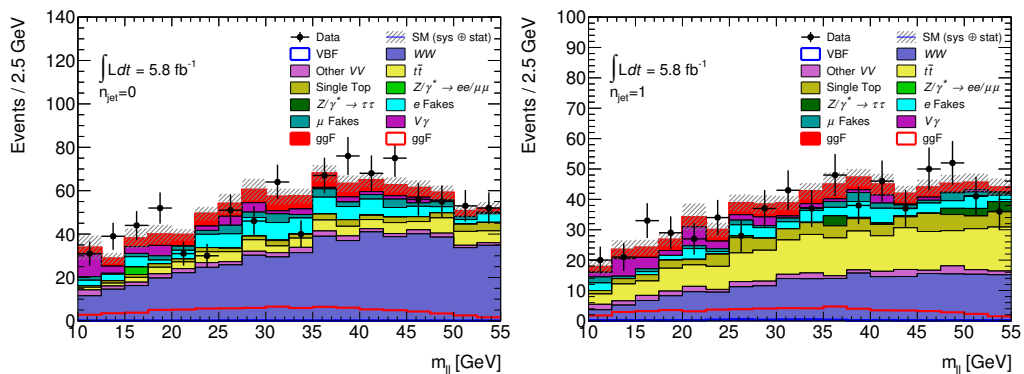 Events / 2.5 GeV
140
120
100
80
60
40
20
0
∫Ldt = 5.8 fb⁻¹
n_jet=0
Data
SM (sys ⊕ stat)
VBF
WW
Other VV
tt̄
Single Top
Z/γ* → ee/μμ
Z/γ* → ττ
e Fakes
μ Fakes
Vγ
ggF
ggF
10 15 20 25 30 35 40 45 50 55
m_ll [GeV]
Events / 2.5 GeV
100
90
80
70
60
50
40
30
20
10
0
∫Ldt = 5.8 fb⁻¹
n_jet=1
Data
SM (sys ⊕ stat)
VBF
WW
Other VV
tt̄
Single Top
Z/γ* → ee/μμ
Z/γ* → ττ
e Fakes
μ Fakes
Vγ
ggF
ggF
10 15 20 25 30 35 40 45 50 55
m_ll [GeV]